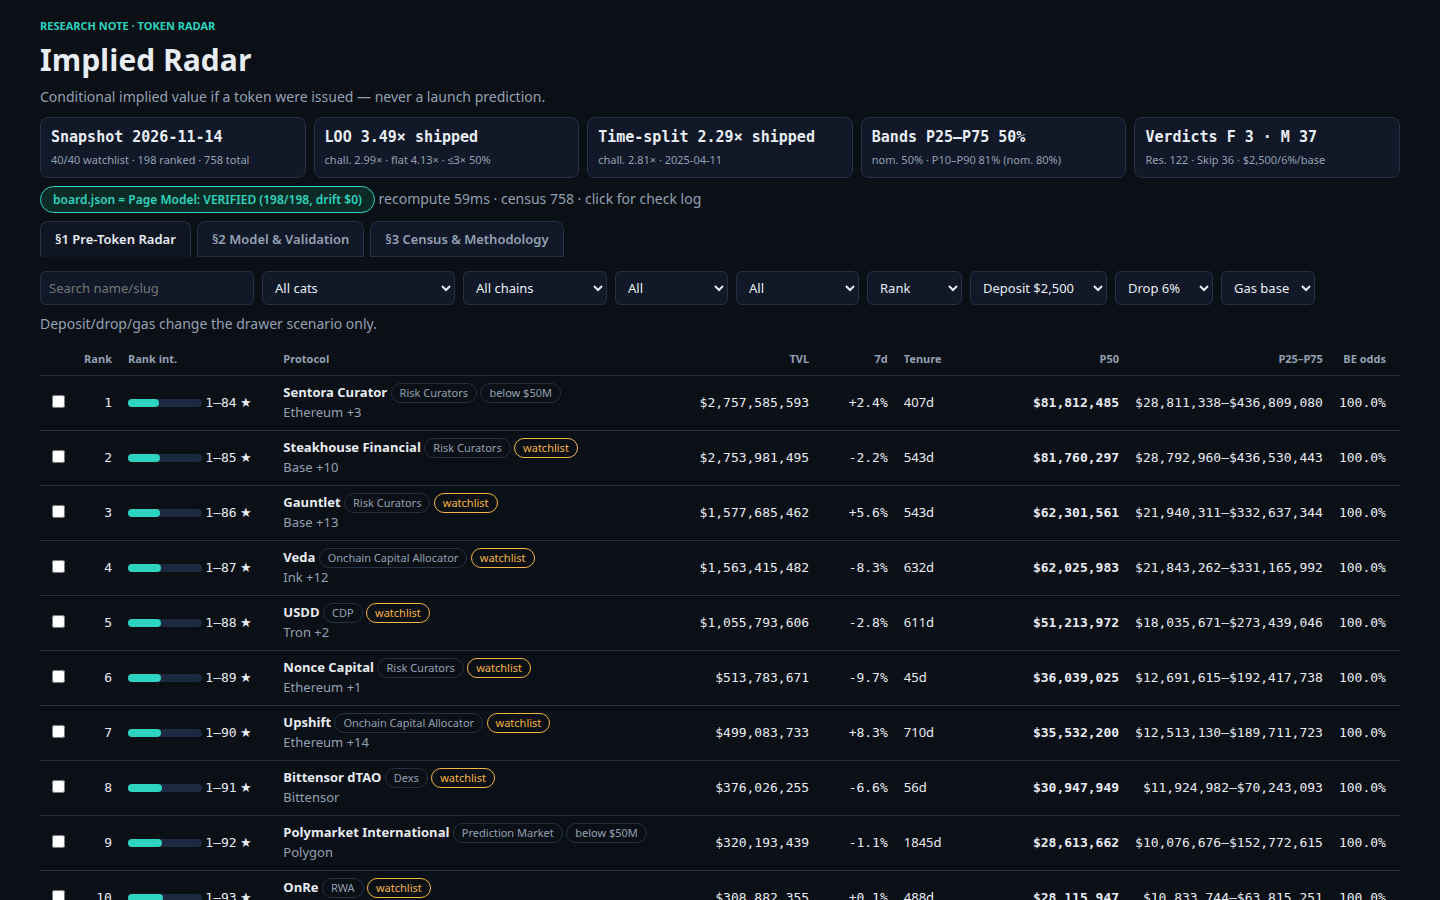 RESEARCH NOTE · TOKEN RADAR
Implied Radar
Conditional implied value if a token were issued — never a launch prediction.
Snapshot 2026-11-14 LOO 3.49× shipped Time-split 2.29× shipped Bands P25–P75 50% Verdicts F 3 · M 37
40/40 watchlist · 198 ranked · 758 total chall. 2.99× · flat 4.13× · ≤3× 50% chall. 2.81× · 2025-04-11 nom. 50% · P10–P90 81% (nom. 80%) Res. 122 · Skip 36 · $2,500/6%/base
board.json = Page Model: VERIFIED (198/198, drift $0) recompute 59ms · census 758 · click for check log
§1 Pre-Token Radar §2 Model & Validation §3 Census & Methodology
Search name/slug All cats All chains All All Rank Deposit $2,500 Drop 6% Gas base
Deposit/drop/gas change the drawer scenario only.
Rank Rank int. Protocol TVL 7d Tenure P50 P25–P75 BE odds
1 1–84 ★ Sentora Curator Risk Curators below $50M $2,757,585,593 +2.4% 407d $81,812,485 $28,811,338–$436,809,080 100.0%
Ethereum +3
2 1–85 ★ Steakhouse Financial Risk Curators watchlist $2,753,981,495 -2.2% 543d $81,760,297 $28,792,960–$436,530,443 100.0%
Base +10
3 1–86 ★ Gauntlet Risk Curators watchlist $1,577,685,462 +5.6% 543d $62,301,561 $21,940,311–$332,637,344 100.0%
Base +13
4 1–87 ★ Veda Onchain Capital Allocator watchlist $1,563,415,482 -8.3% 632d $62,025,983 $21,843,262–$331,165,992 100.0%
Ink +12
5 1–88 ★ USDD CDP watchlist $1,055,793,606 -2.8% 611d $51,213,972 $18,035,671–$273,439,046 100.0%
Tron +2
6 1–89 ★ Nonce Capital Risk Curators watchlist $513,783,671 -9.7% 45d $36,039,025 $12,691,615–$192,417,738 100.0%
Ethereum +1
7 1–90 ★ Upshift Onchain Capital Allocator watchlist $499,083,733 +8.3% 710d $35,532,200 $12,513,130–$189,711,723 100.0%
Ethereum +14
8 1–91 ★ Bittensor dTAO Dexs watchlist $376,026,255 -6.6% 56d $30,947,949 $11,924,982–$70,243,093 100.0%
Bittensor
9 1–92 ★ Polymarket International Prediction Market below $50M $320,193,439 -1.1% 1845d $28,613,662 $10,076,676–$152,772,615 100.0%
Polygon
10 1–93 ★ OnRe RWA watchlist $308,882,355 +0.1% 488d $28,115,947 $10,833,744–$63,815,251 100.0%